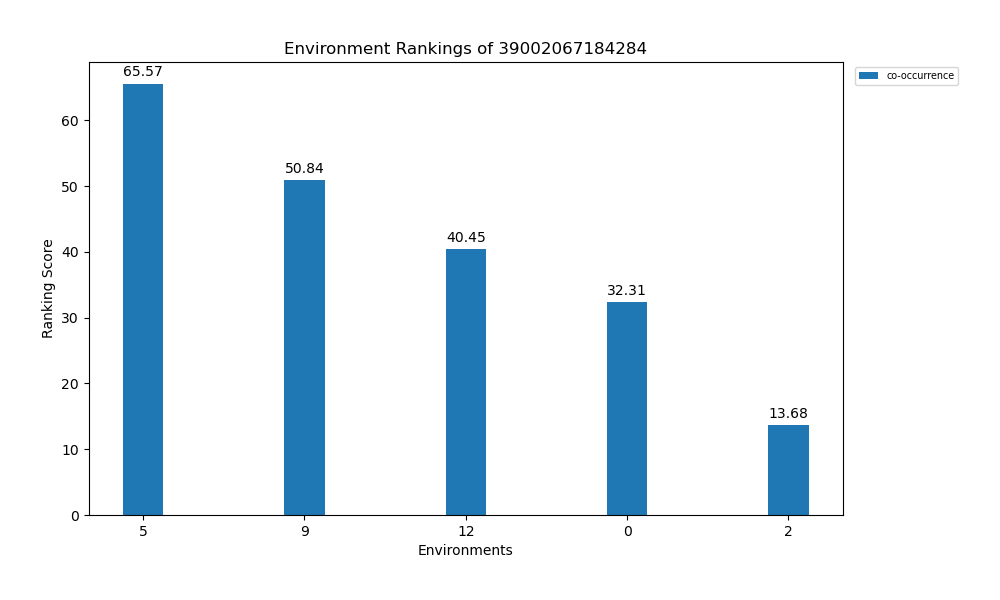 Environment Rankings of 39002067184284
co-occurrence
65.57
50.84
40.45
32.31
13.68
Ranking Score
60
50
40
30
20
10
0
5 9 12 0 2
Environments